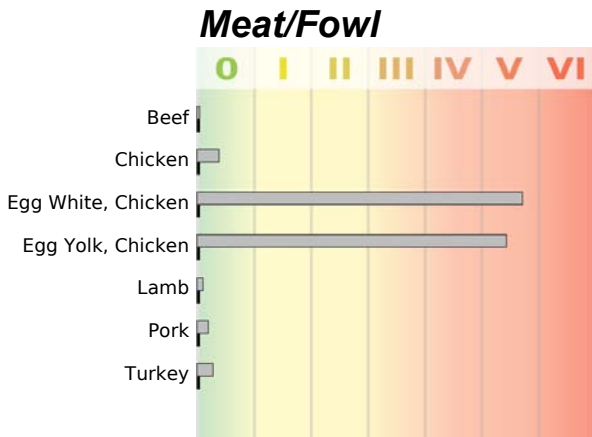 Meat/Fowl
0 I II III IV V VI
Beef
Chicken
Egg White, Chicken
Egg Yolk, Chicken
Lamb
Pork
Turkey